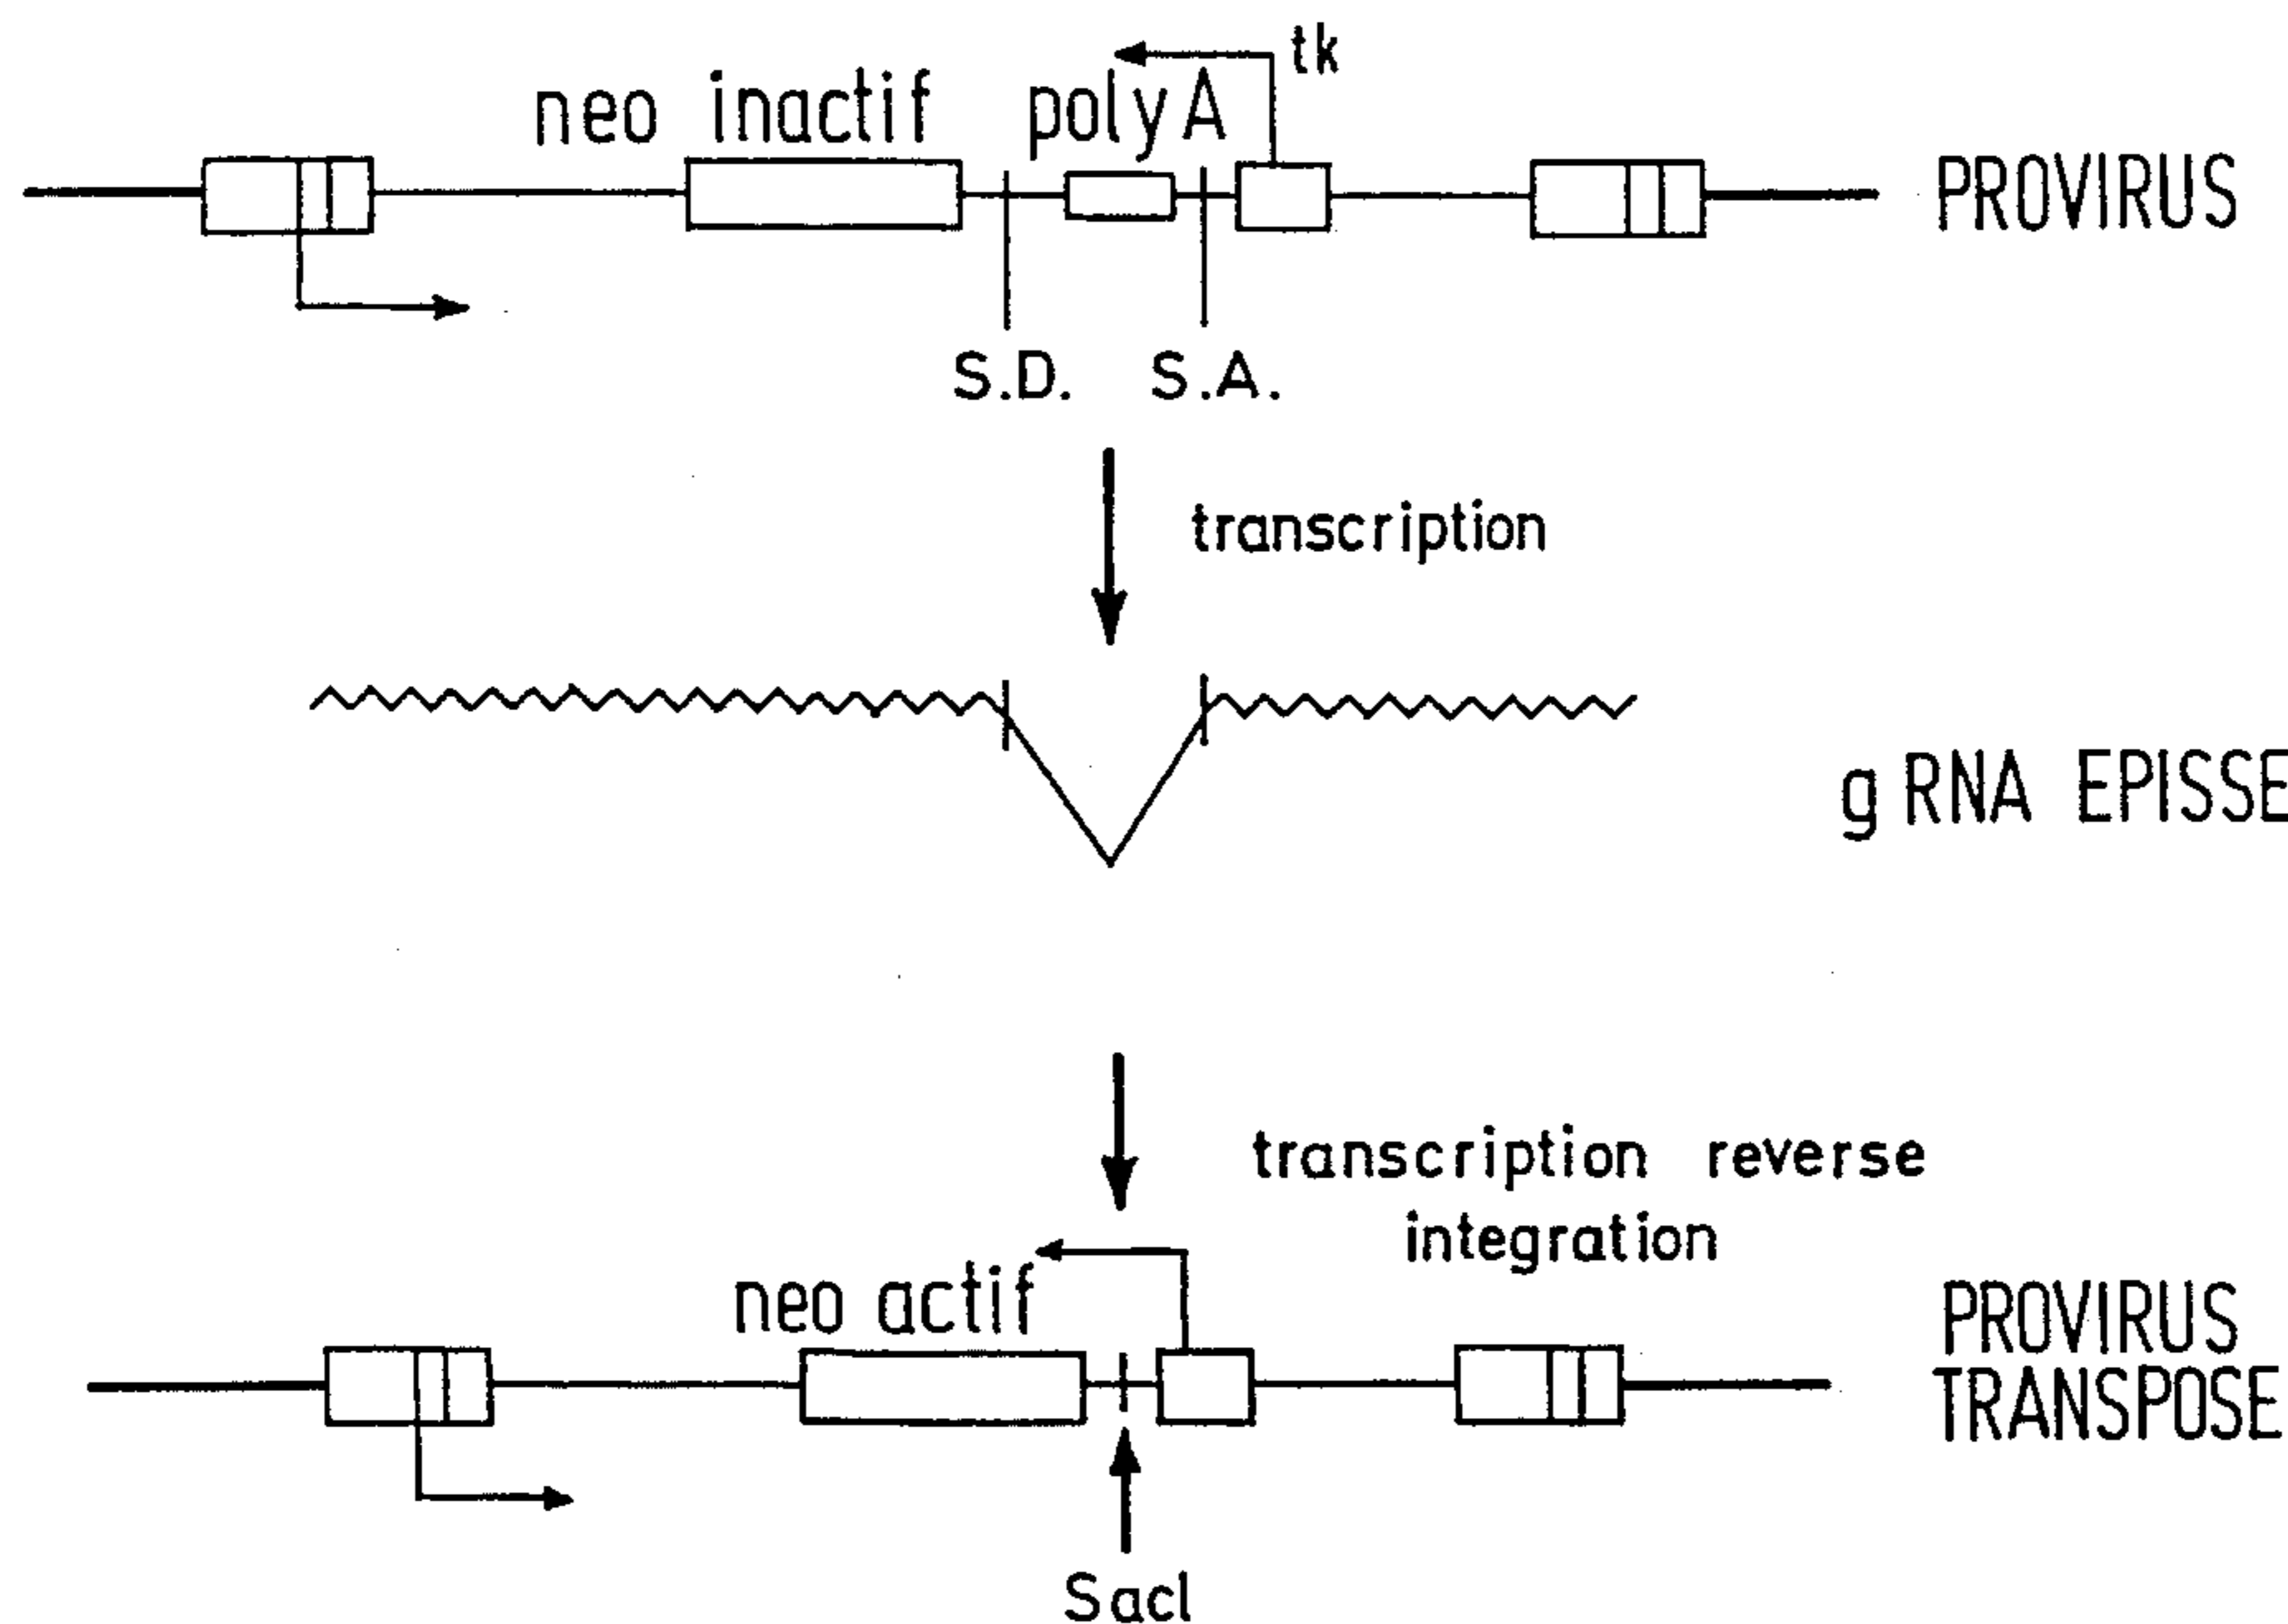 tk
neo inactif polyA
PROVIRUS
S.D. S.A.
transcription
g RNA EPISSE
transcription reverse
integration
neo actif
PROVIRUS
TRANSPOSE
SacI